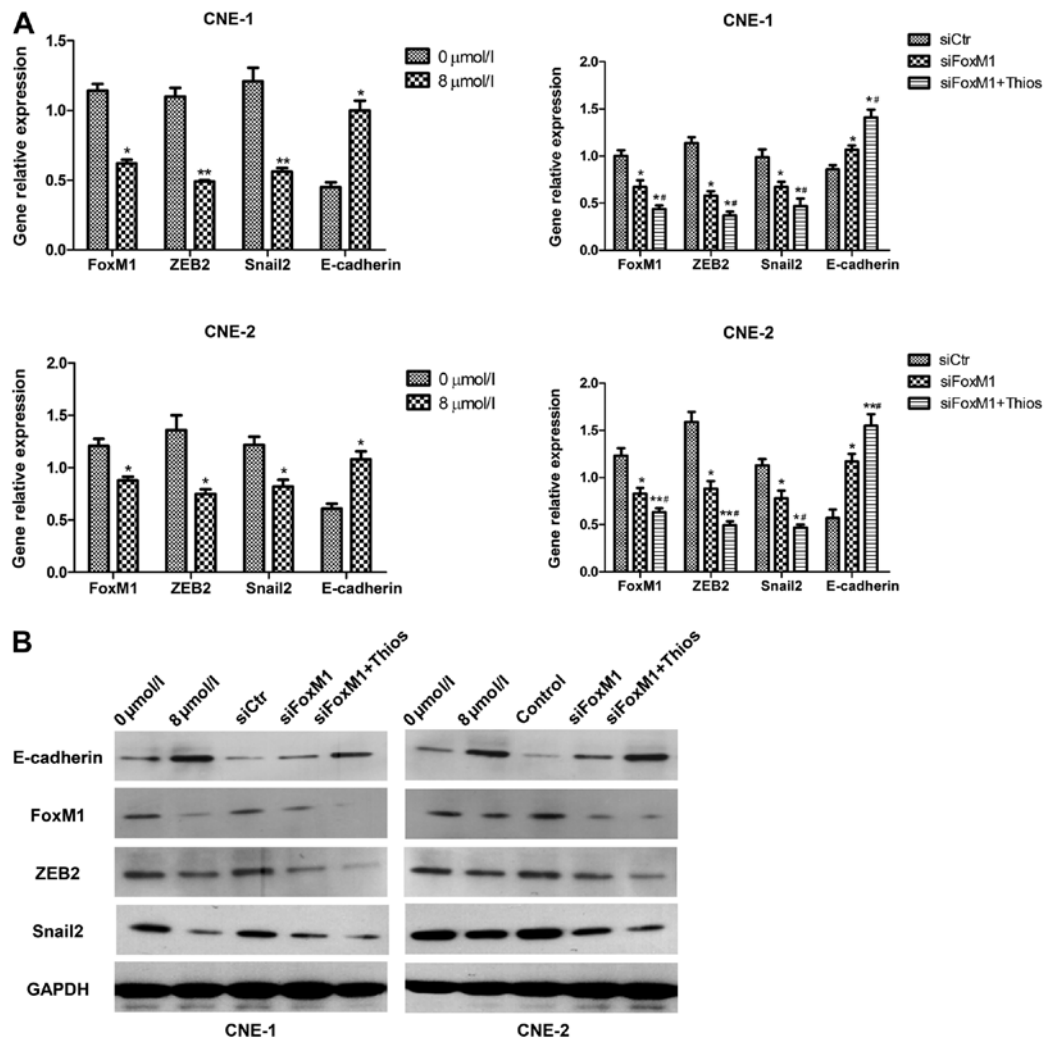 A
CNE-1
Gene relative expression
1.5
1.0
0.5
0.0
* ** ** *
FoxM1 ZEB2 Snail2 E-cadherin
0 μmol/l
8 μmol/l
CNE-1
Gene relative expression
2.0
1.5
1.0
0.5
0.0
* *# * *# * *# * *#
FoxM1 ZEB2 Snail2 E-cadherin
siCtr
siFoxM1
siFoxM1+Thios
CNE-2
Gene relative expression
2.0
1.5
1.0
0.5
0.0
* * * *
FoxM1 ZEB2 Snail2 E-cadherin
0 μmol/l
8 μmol/l
CNE-2
Gene relative expression
2.0
1.5
1.0
0.5
0.0
* **# * **# * *# * **#
FoxM1 ZEB2 Snail2 E-cadherin
siCtr
siFoxM1
siFoxM1+Thios
B
0 μmol/l 8 μmol/l siCtr siFoxM1 siFoxM1+Thios 0 μmol/l 8 μmol/l Control siFoxM1 siFoxM1+Thios
E-cadherin
FoxM1
ZEB2
Snail2
GAPDH
CNE-1 CNE-2